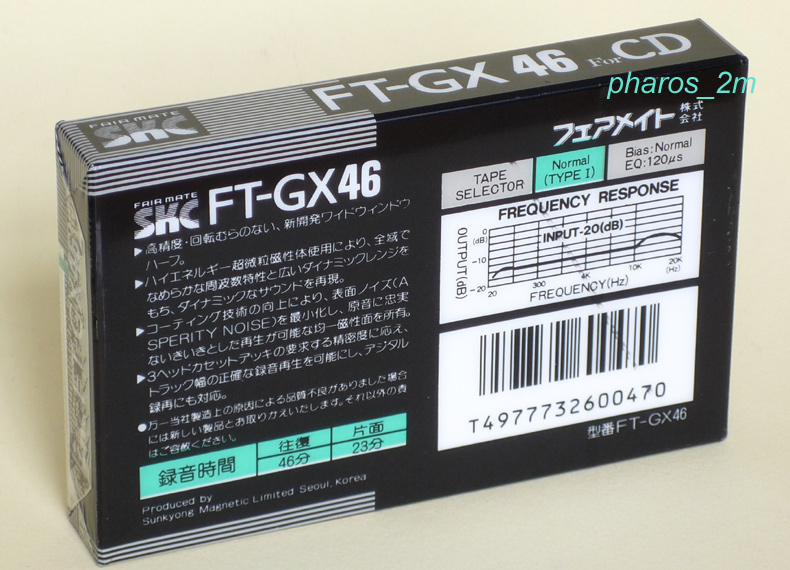 FAIR MATE
SKC
FT-GX 46 For CD
pharos_2m
フェアメイト 株式会社
FAIR MATE
SKC FT-GX46
▶高精度・回転むらのない、新開発ワイドウィンドウ
ハーフ。
▶ハイエネルギー超微粒磁性体使用により、全域で
なめらかな周波数特性と広いダイナミックレンジを
もち、ダイナミックなサウンドを再現。
▶コーティング技術の向上により、表面ノイズ(A
SPERITY NOISE)を最小化し、原音に忠実
ないきいきとした再生が可能な均一磁性面を所有。
▶3ヘッドカセットデッキの要求する精密度に応え、
トラック幅の正確な録音再生を可能にし、デジタル
録再にも対応。
●万一当社製造上の原因による品質不良がありました場合
には新しい製品とお取りかえいたします。それ以外の責
はご容赦ください。
録音時間
往復 片面
46分 23分
Produced by
Sunkyong Magnetic Limited Seoul, Korea
TAPE
SELECTOR
Normal
(TYPE I)
Bias: Normal
EQ: 120μs
FREQUENCY RESPONSE
INPUT-20(dB)
OUTPUT(dB)
0
(dB)
-10
-20
20 300 4K 10K 20K
(Hz)
FREQUENCY(Hz)
T4977732600470
型番FT-GX46